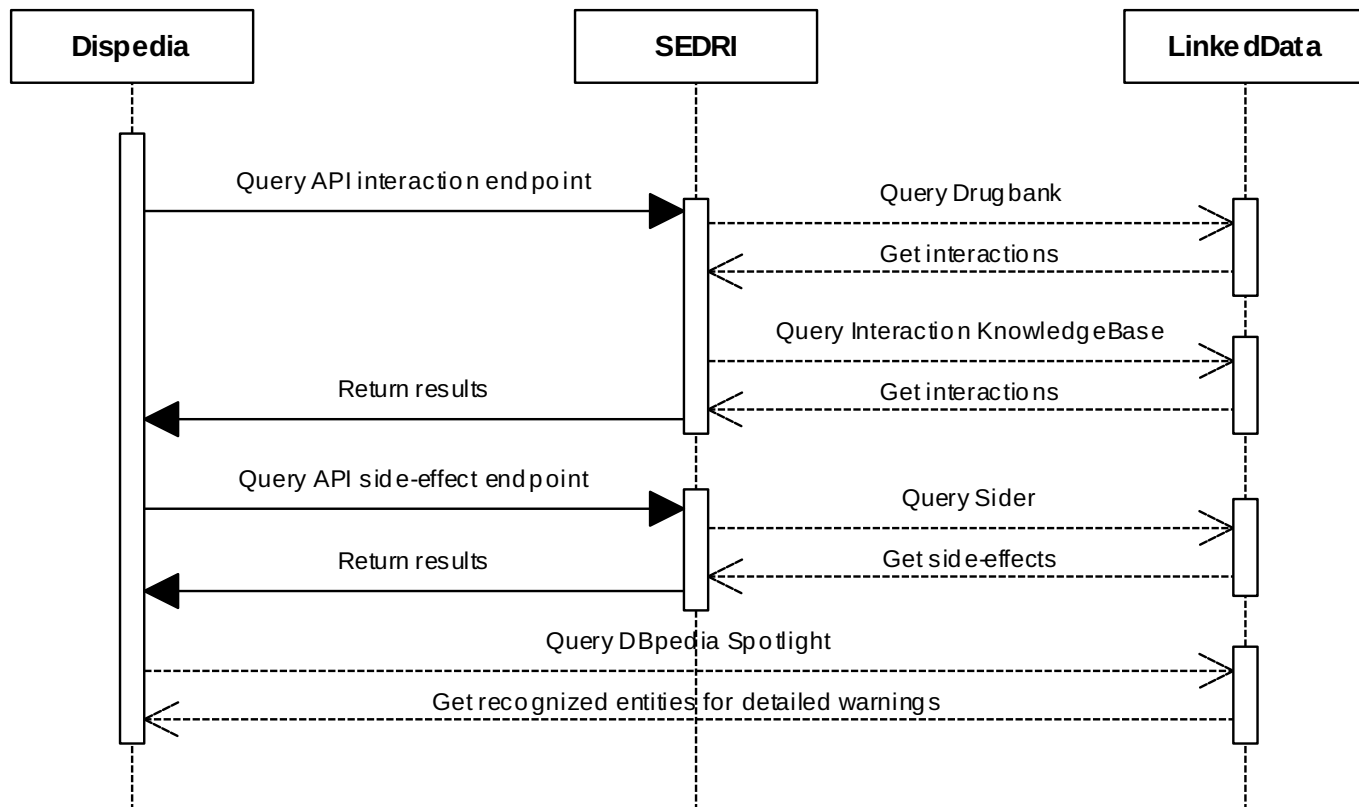 Dispedia
SEDRI
LinkedData
Query API interaction endpoint
Query Drugbank
Get interactions
Query Interaction KnowledgeBase
Return results
Get interactions
Query API side-effect endpoint
Query Sider
Return results
Get side-effects
Query DBpedia Spotlight
Get recognized entities for detailed warnings